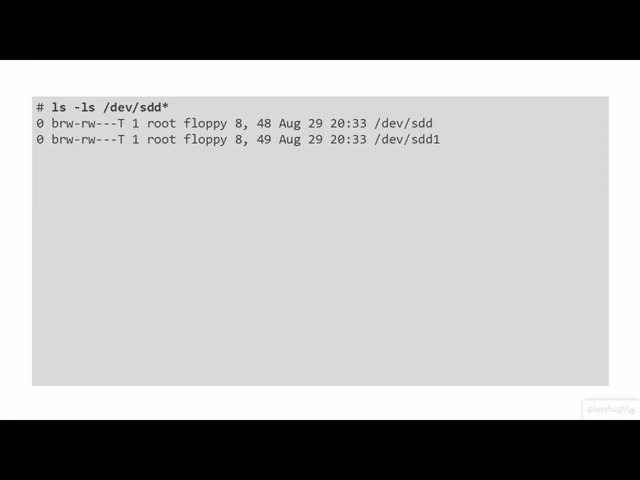 # ls -ls /dev/sdd*
0 brw-rw---T 1 root floppy 8, 48 Aug 29 20:33 /dev/sdd
0 brw-rw---T 1 root floppy 8, 49 Aug 29 20:33 /dev/sdd1
pluralsight